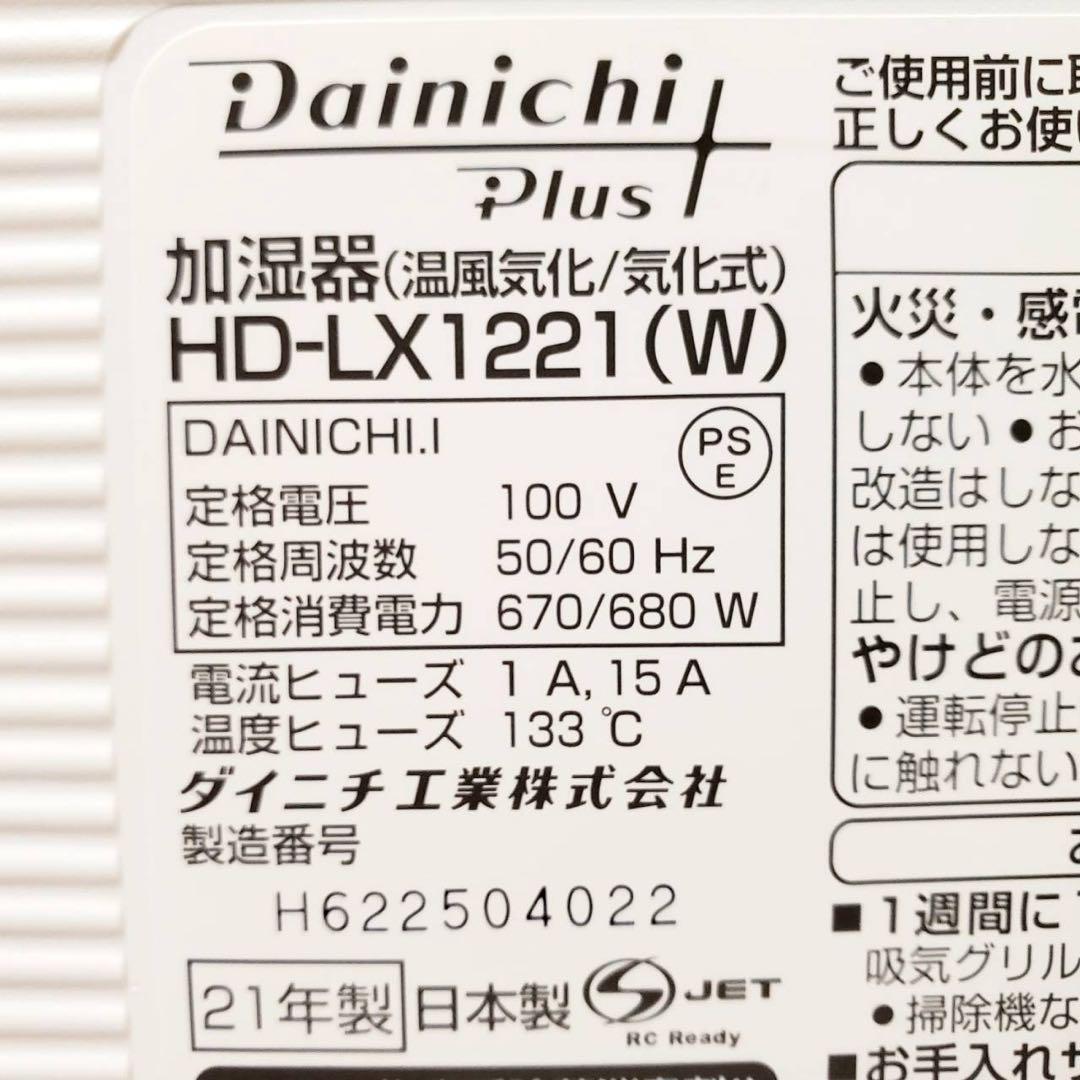 Dainichi
Plus
加湿器(温風気化/気化式)
HD-LX1221(W)
DAINICHI.I
PS
E
定格電圧 100 V
定格周波数 50/60 Hz
定格消費電力 670/680 W
電流ヒューズ 1 A, 15 A
温度ヒューズ 133 ℃
ダイニチ工業株式会社
製造番号
H622504022
21年製 日本製 S JET
RC Ready
ご使用前に
正しくお使
火災・感
●本体を水
しない ●お
改造はしな
は使用しな
止し、電源
やけどの
●運転停止
に触れない
■1週間に
吸気グリル
●掃除機な
■お手入れサ